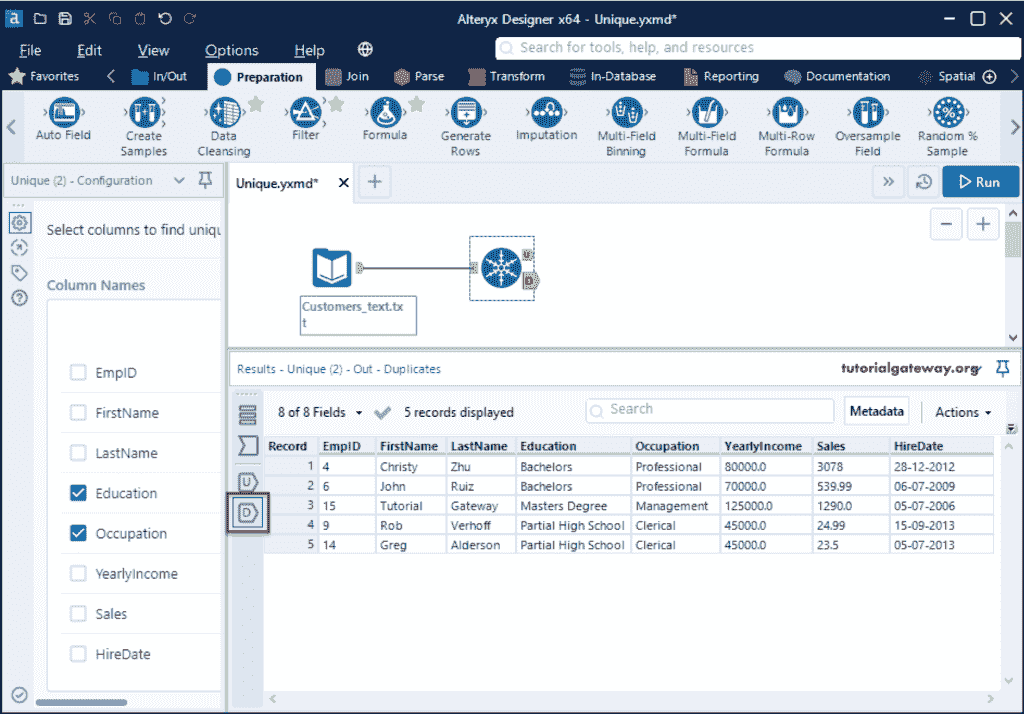 a Alteryx Designer x64 - Unique.yxmd*
File Edit View Options Help Search for tools, help, and resources
Favorites In/Out Preparation Join Parse Transform In-Database Reporting Documentation Spatial
Auto Field Create Samples Data Cleansing Filter Formula Generate Rows Imputation Multi-Field Binning Multi-Field Formula Multi-Row Formula Oversample Field Random % Sample
Unique (2) - Configuration
Unique.yxmd* Run
Select columns to find uniqu
Column Names
EmpID
FirstName
LastName
Education
Occupation
YearlyIncome
Sales
HireDate
U
D
Customers_text.tx
t
Results - Unique (2) - Out - Duplicates tutorialgateway.org
8 of 8 Fields 5 records displayed Search Metadata Actions
U
D
Record EmpID FirstName LastName Education Occupation YearlyIncome Sales HireDate
1 4 Christy Zhu Bachelors Professional 80000.0 3078 28-12-2012
2 6 John Ruiz Bachelors Professional 70000.0 539.99 06-07-2009
3 15 Tutorial Gateway Masters Degree Management 125000.0 1290.0 05-07-2006
4 9 Rob Verhoff Partial High School Clerical 45000.0 24.99 15-09-2013
5 14 Greg Alderson Partial High School Clerical 45000.0 23.5 05-07-2013